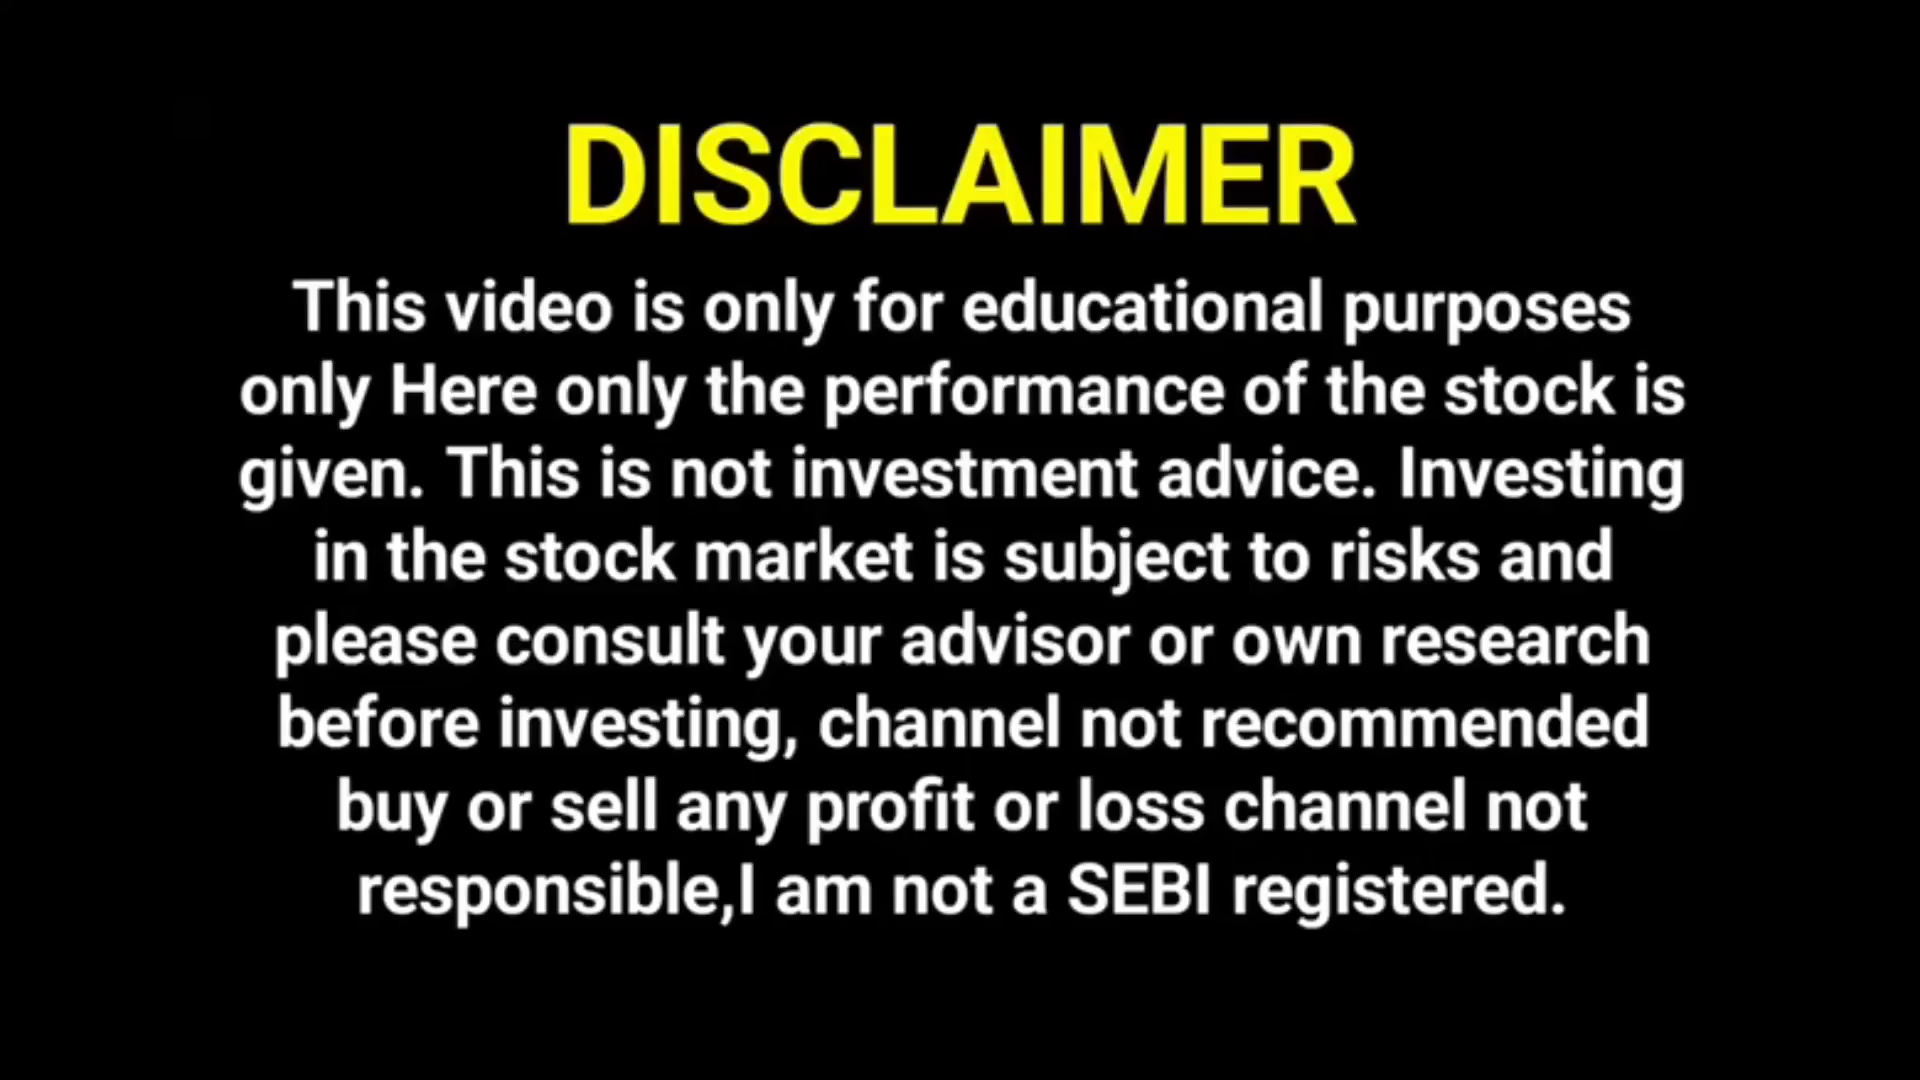 DISCLAIMER
This video is only for educational purposes
only Here only the performance of the stock is
given. This is not investment advice. Investing
in the stock market is subject to risks and
please consult your advisor or own research
before investing, channel not recommended
buy or sell any profit or loss channel not
responsible,I am not a SEBI registered.